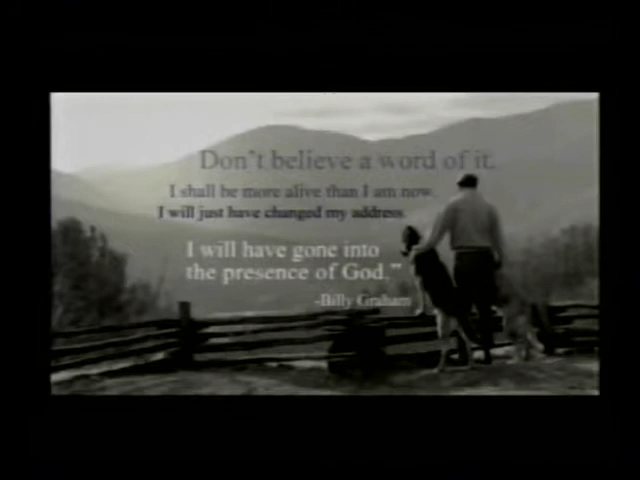 Don't believe a word of it.
I shall be more alive than I am now.
I will just have changed my address.
I will have gone into
the presence of God."
-Billy Graham